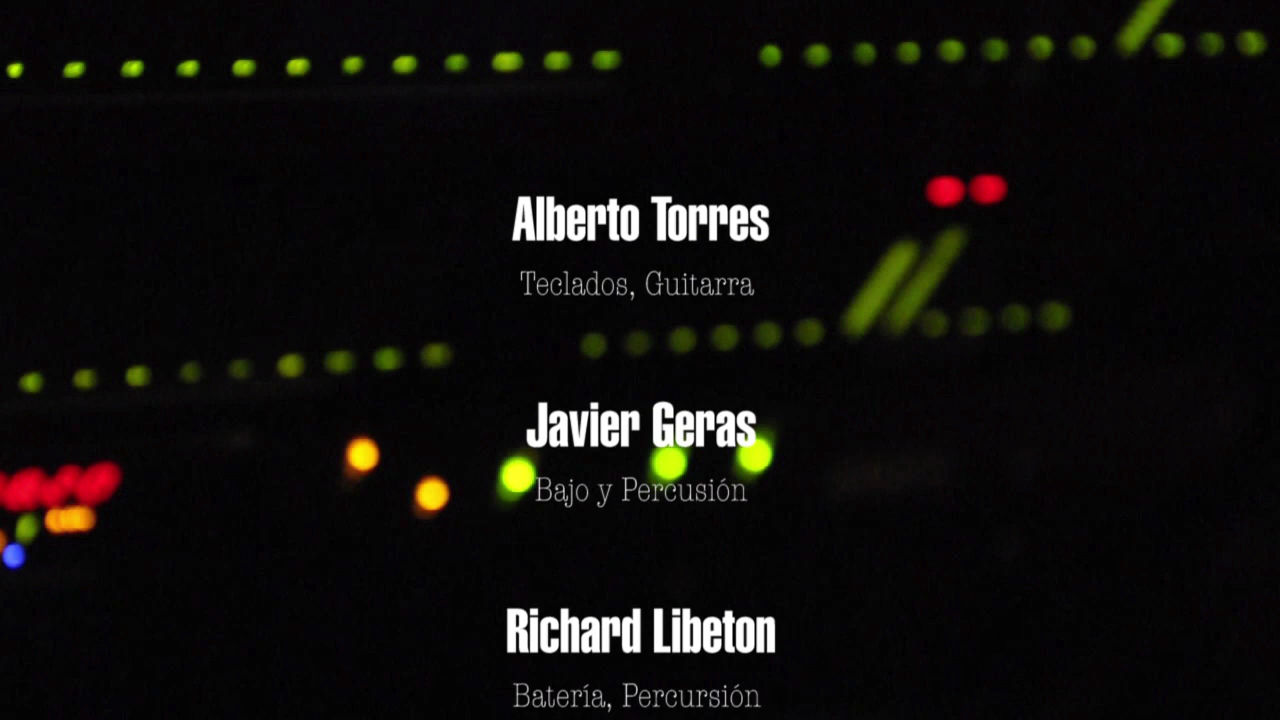 Alberto Torres
Teclados, Guitarra
Javier Geras
Bajo y Percusión
Richard Libeton
Batería, Percursión